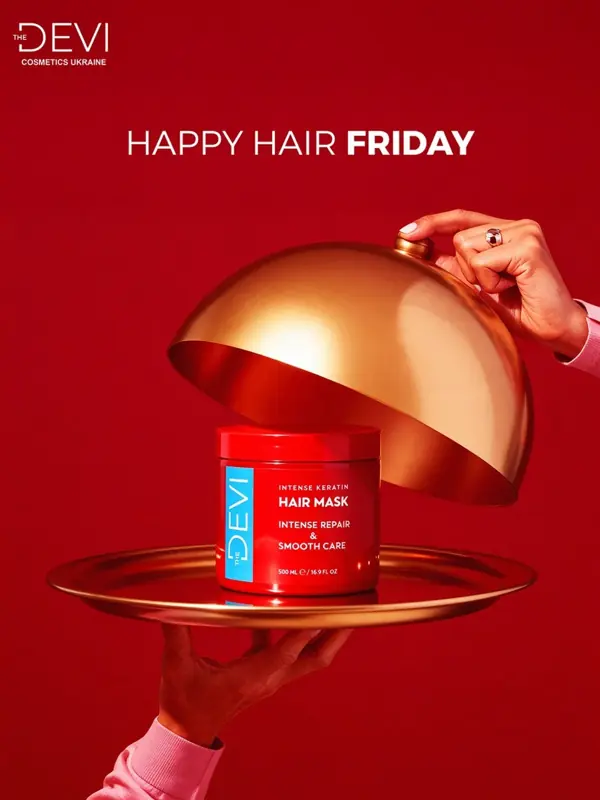 THE DEVI
COSMETICS UKRAINE
HAPPY HAIR FRIDAY
THE DEVI
INTENSE KERATIN
HAIR MASK
INTENSE REPAIR
&
SMOOTH CARE
500 ML ℮ / 16.9 FL OZ